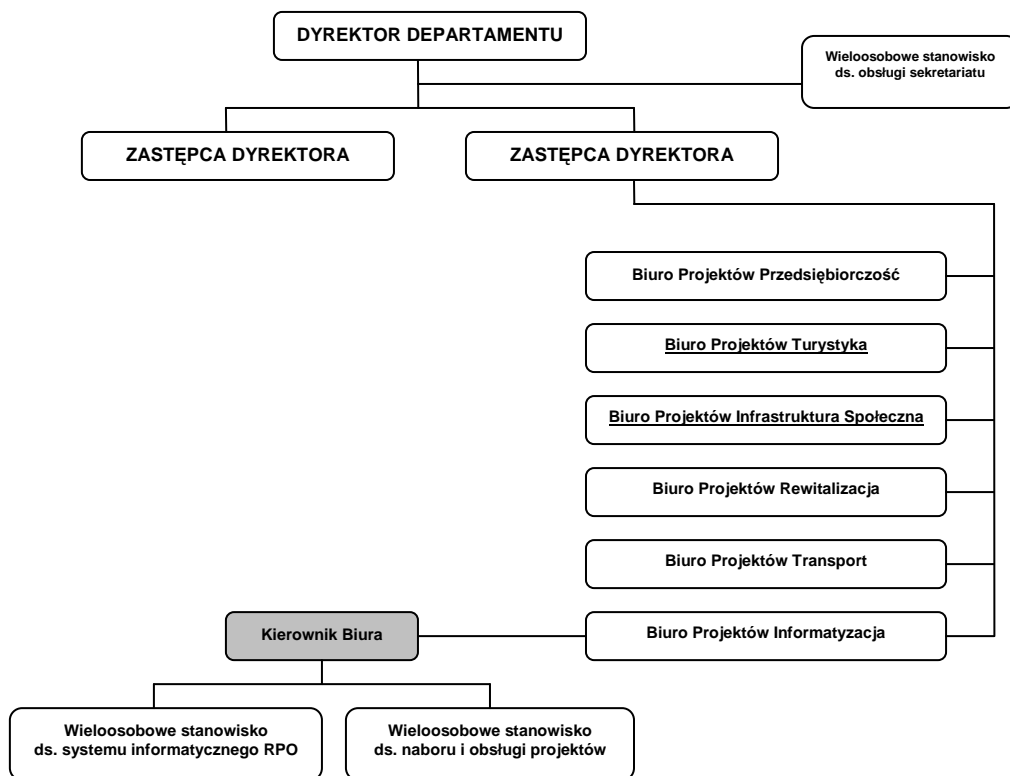 DYREKTOR DEPARTAMENTU
Wieloosobowe stanowisko
ds. obsługi sekretariatu
ZASTĘPCA DYREKTORA
ZASTĘPCA DYREKTORA
Biuro Projektów Przedsiębiorczość
Biuro Projektów Turystyka
Biuro Projektów Infrastruktura Społeczna
Biuro Projektów Rewitalizacja
Biuro Projektów Transport
Kierownik Biura
Biuro Projektów Informatyzacja
Wieloosobowe stanowisko
ds. systemu informatycznego RPO
Wieloosobowe stanowisko
ds. naboru i obsługi projektów